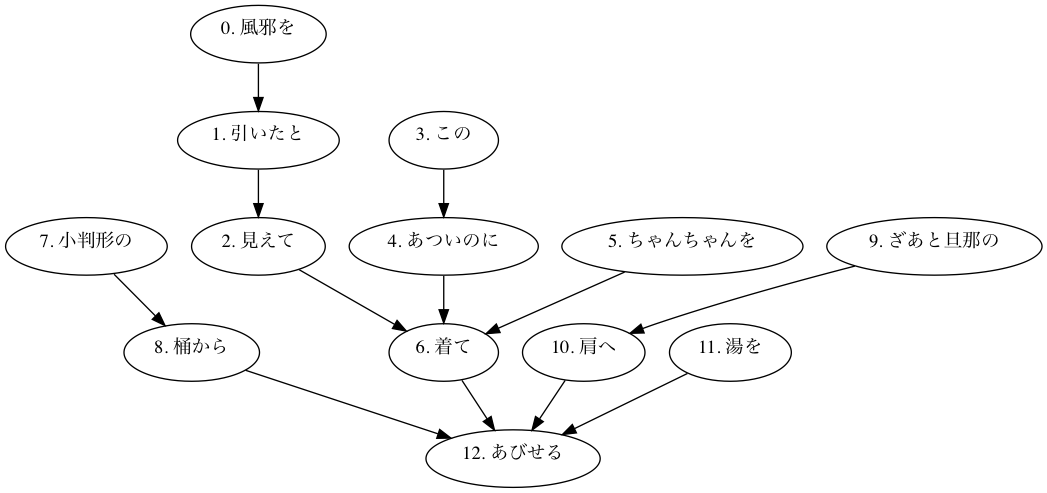 0. 風邪を
1. 引いたと
3. この
7. 小判形の
2. 見えて
4. あついのに
5. ちゃんちゃんを
9. ざあと旦那の
8. 桶から
6. 着て
10. 肩へ
11. 湯を
12. あびせる